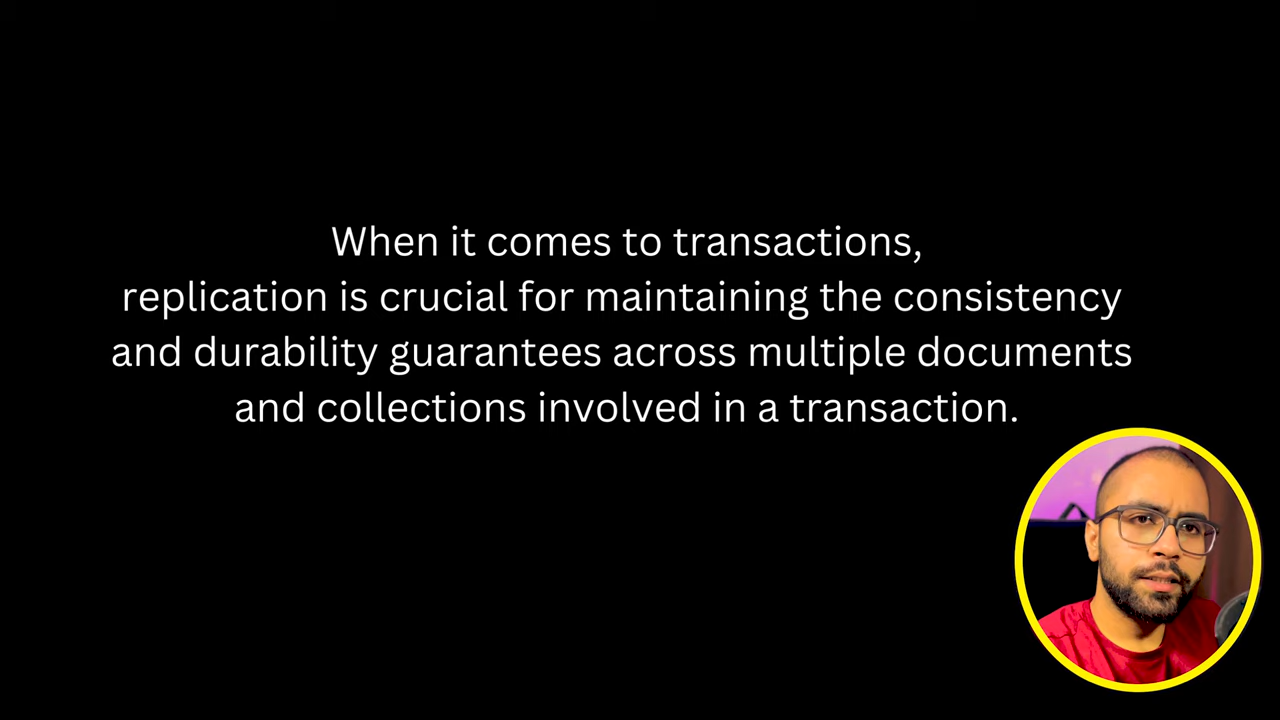 When it comes to transactions,
replication is crucial for maintaining the consistency
and durability guarantees across multiple documents
and collections involved in a transaction.